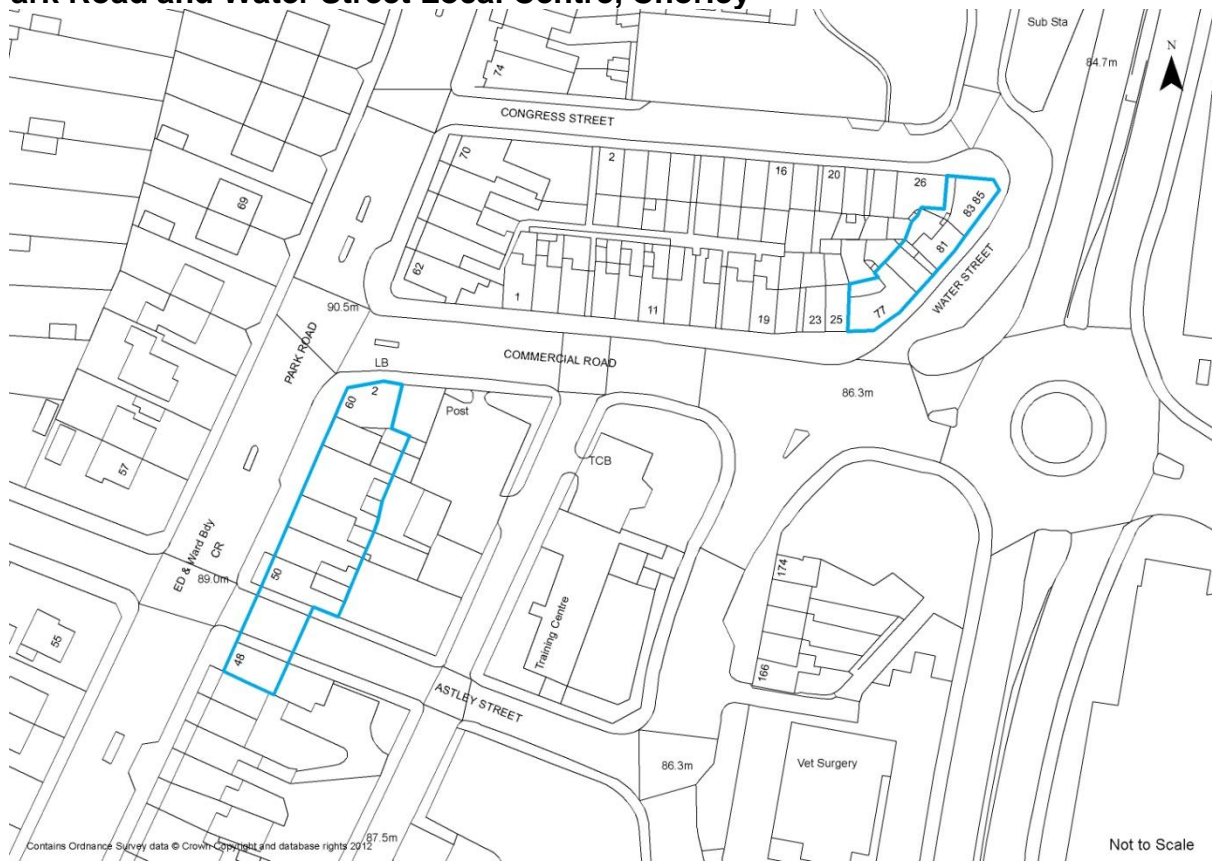 ark Road and Water Street Local Centre, Chorley
Sub Sta
N
84.7m
74
CONGRESS STREET
70
2
16
20
26
69
83 85
81
62
WATER STREET
1
11
77
90.5m
19
23
25
PARK ROAD
COMMERCIAL ROAD
LB
2
86.3m
60
Post
57
TCB
ED & Ward Bdy
CR
50
89.0m
174
Training Centre
55
48
166
ASTLEY STREET
86.3m
Vet Surgery
87.5m
Contains Ordnance Survey data © Crown Copyright and database rights 2012
Not to Scale